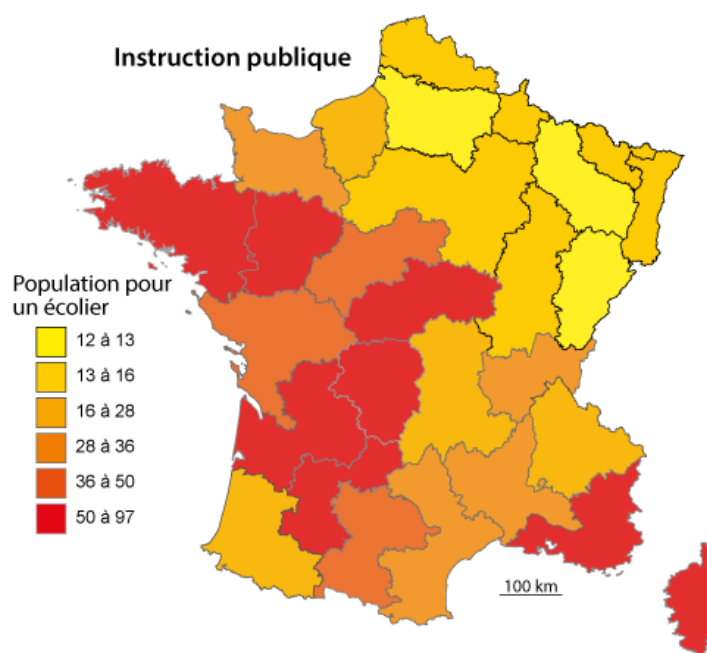 Instruction publique
Population pour
un écolier
12 à 13
13 à 16
16 à 28
28 à 36
36 à 50
50 à 97
100 km